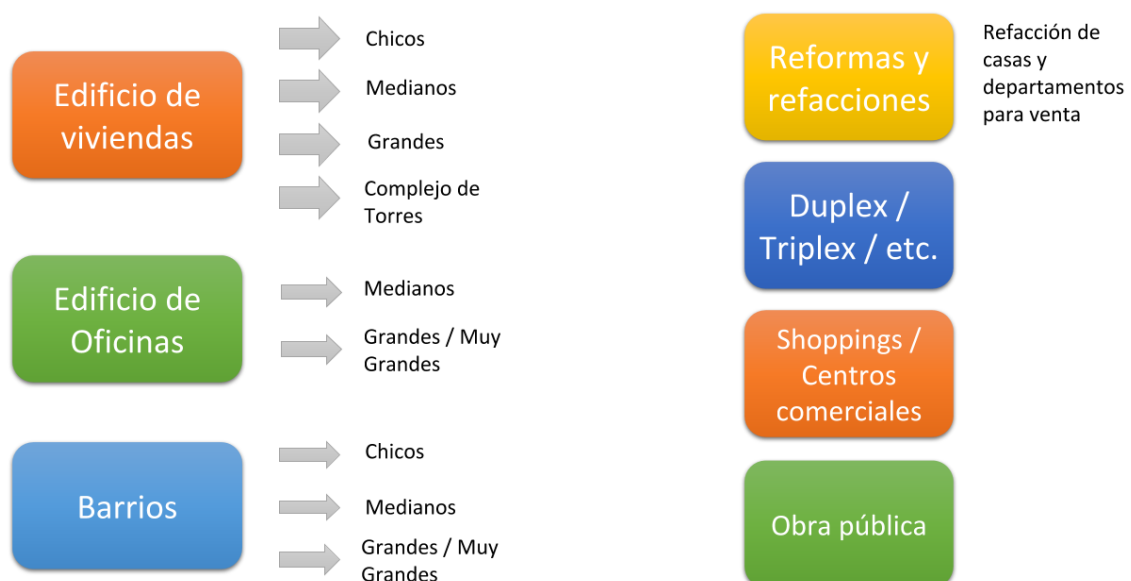 Edificio de
viviendas
Chicos
Medianos
Grandes
Complejo de
Torres
Edificio de
Oficinas
Medianos
Grandes / Muy
Grandes
Barrios
Chicos
Medianos
Grandes / Muy
Grandes
Reformas y
refacciones
Refacción de
casas y
departamentos
para venta
Duplex /
Triplex / etc.
Shoppings /
Centros
comerciales
Obra pública